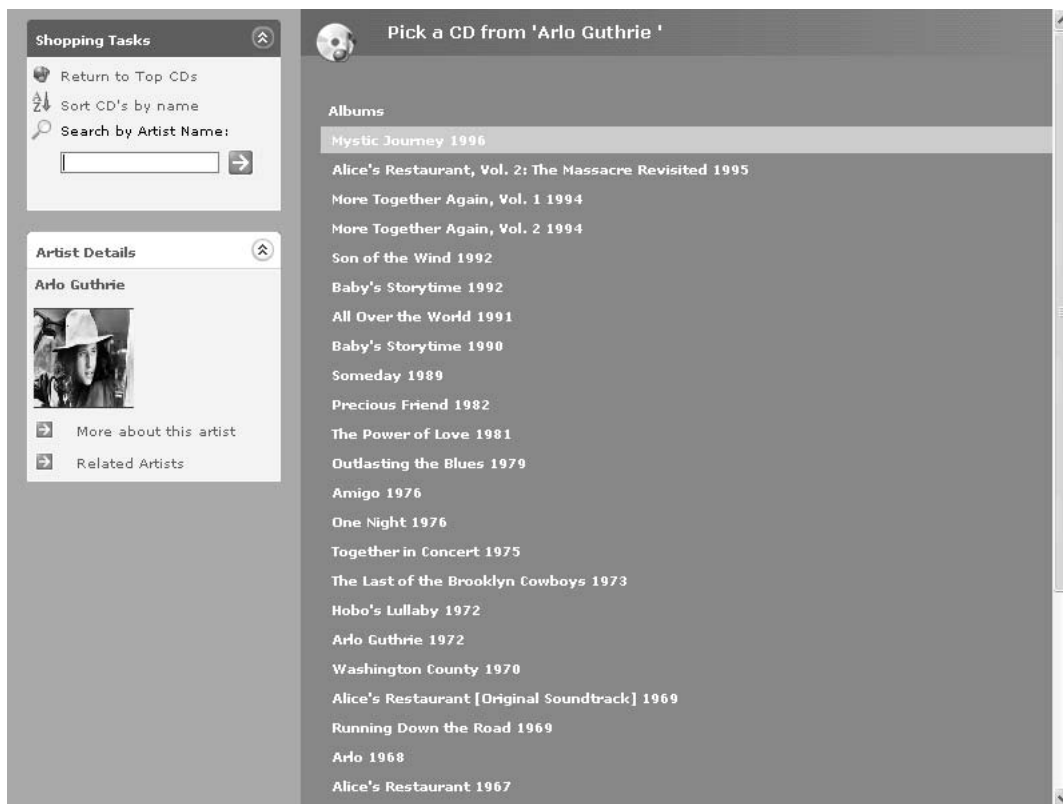 Shopping Tasks
Return to Top CDs
Sort CD's by name
Search by Artist Name:
Artist Details
Arlo Guthrie
More about this artist
Related Artists
Pick a CD from 'Arlo Guthrie '
Albums
Mystic Journey 1996
Alice's Restaurant, Vol. 2: The Massacre Revisited 1995
More Together Again, Vol. 1 1994
More Together Again, Vol. 2 1994
Son of the Wind 1992
Baby's Storytime 1992
All Over the World 1991
Baby's Storytime 1990
Someday 1989
Precious Friend 1982
The Power of Love 1981
Outlasting the Blues 1979
Amigo 1976
One Night 1976
Together in Concert 1975
The Last of the Brooklyn Cowboys 1973
Hobo's Lullaby 1972
Arlo Guthrie 1972
Washington County 1970
Alice's Restaurant [Original Soundtrack] 1969
Running Down the Road 1969
Arlo 1968
Alice's Restaurant 1967